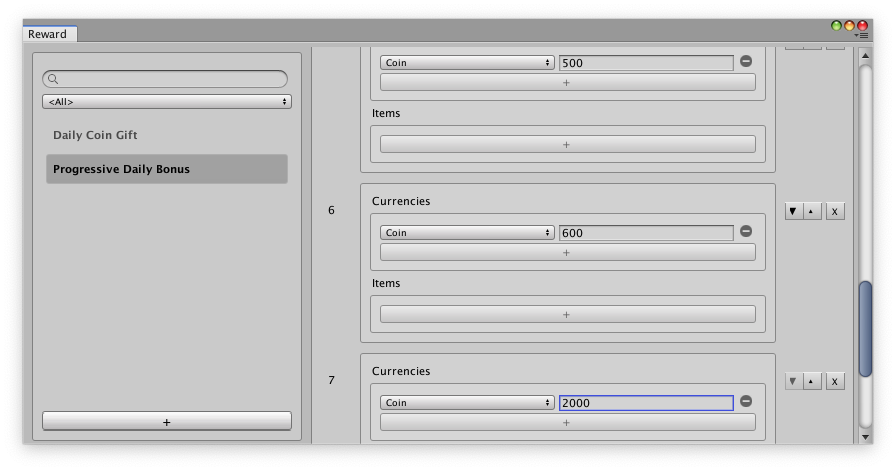 Reward
<All>
Daily Coin Gift
Progressive Daily Bonus
+
Coin 500
+
Items
+
6
Currencies
Coin 600
+
Items
+
x
7
Currencies
Coin 2000
+
x